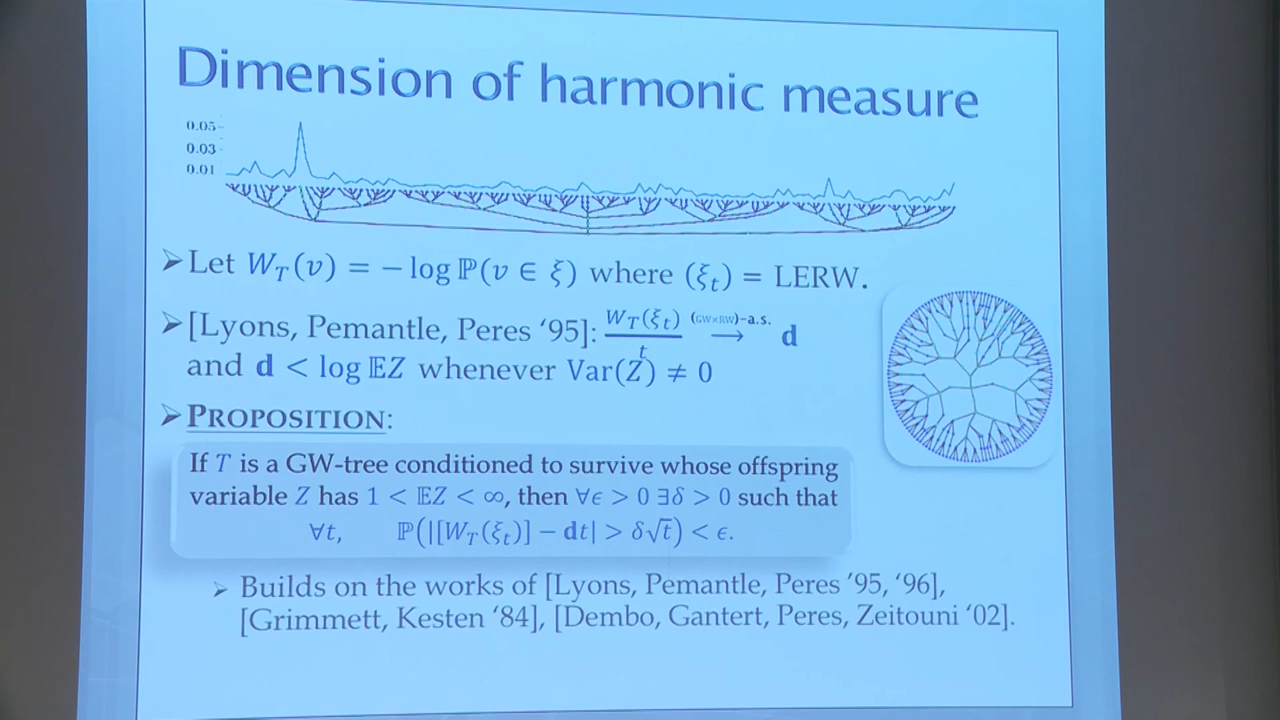 Dimension of harmonic measure
0.05
0.03
0.01
➤Let W_T(v) = − log ℙ(v ∈ ξ) where (ξ_t) = LERW.
➤[Lyons, Pemantle, Peres ‘95]: W_T(ξ_t)/t (GW×RW)−a.s. → d
and d < log 𝔼Z whenever Var(Z) ≠ 0
➤PROPOSITION:
If T is a GW-tree conditioned to survive whose offspring
variable Z has 1 < 𝔼Z < ∞, then ∀ϵ > 0 ∃δ > 0 such that
∀t, ℙ(|[W_T(ξ_t)] − dt| > δ√t) < ϵ.
➤ Builds on the works of [Lyons, Pemantle, Peres ’95, ‘96],
[Grimmett, Kesten ‘84], [Dembo, Gantert, Peres, Zeitouni ‘02].